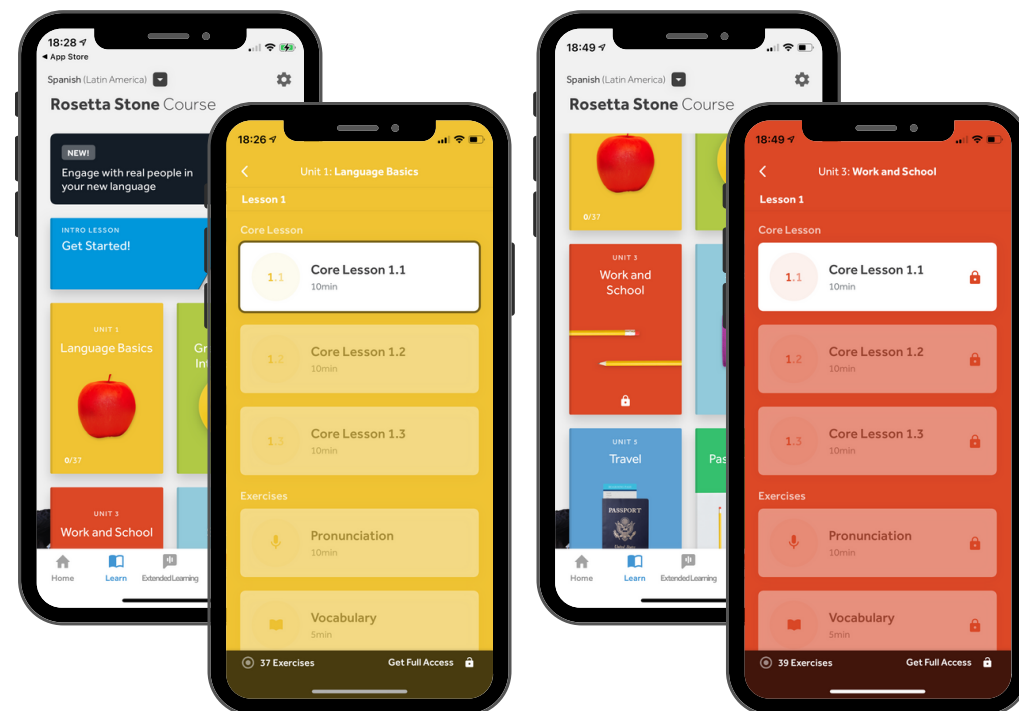 18:28
App Store
Spanish (Latin America)
Rosetta Stone Course
NEW!
Engage with real people in
your new language
INTRO LESSON
Get Started!
UNIT 1
Language Basics
0/37
UNIT 3
Work and School
Home
Learn
Extended Learning
18:26
Unit 1: Language Basics
Lesson 1
Core Lesson
1.1
Core Lesson 1.1
10min
1.2
Core Lesson 1.2
10min
1.3
Core Lesson 1.3
10min
Exercises
Pronunciation
10min
Vocabulary
5min
37 Exercises
Get Full Access
18:49
Spanish (Latin America)
Rosetta Stone Course
0/37
UNIT 3
Work and
School
UNIT 5
Travel
PASSPORT
Home
Learn
Extended Learning
18:49
Unit 3: Work and School
Lesson 1
Core Lesson
1.1
Core Lesson 1.1
10min
1.2
Core Lesson 1.2
10min
1.3
Core Lesson 1.3
10min
Exercises
Pronunciation
10min
Vocabulary
5min
39 Exercises
Get Full Access